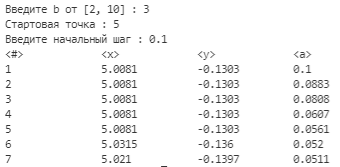 Введите b от [2, 10] : 3
Стартовая точка : 5
Введите начальный шаг : 0.1
<#> <x> <y> <a>
1 5.0081 -0.1303 0.1
2 5.0081 -0.1303 0.0883
3 5.0081 -0.1303 0.0808
4 5.0081 -0.1303 0.0607
5 5.0081 -0.1303 0.0561
6 5.0315 -0.136 0.052
7 5.021 -0.1397 0.0511